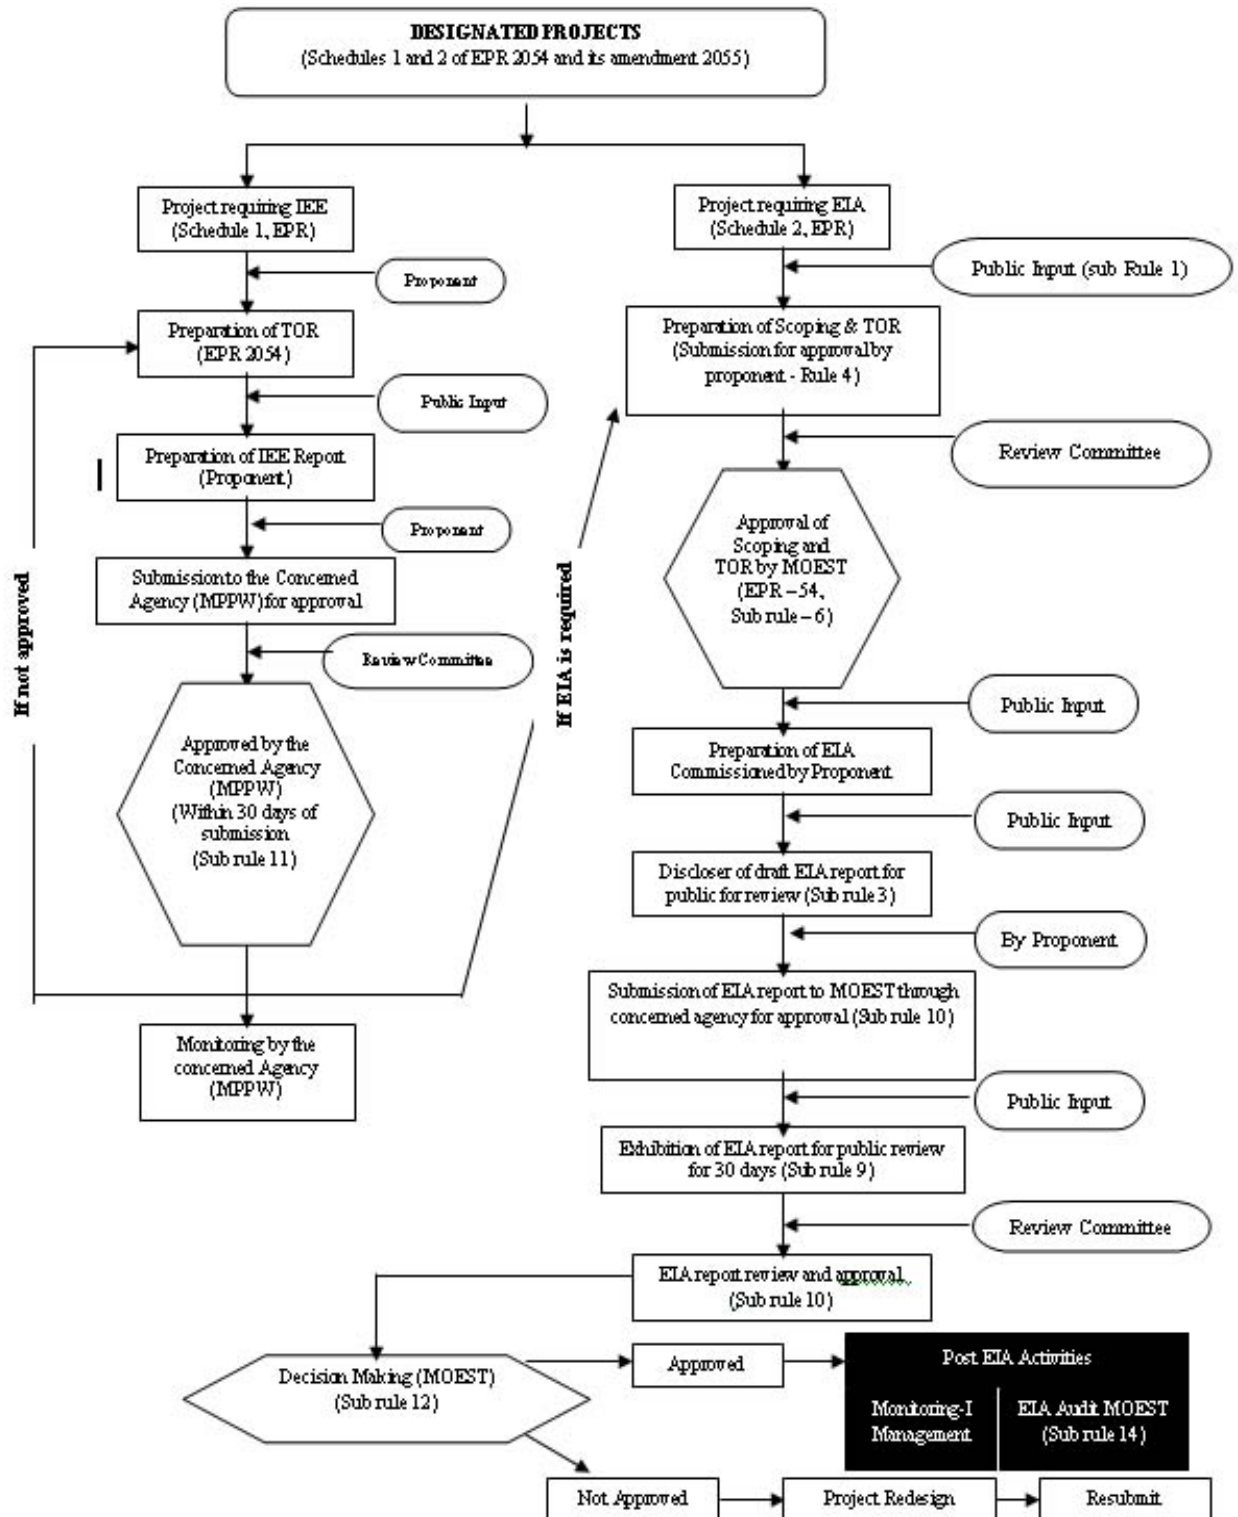 DESIGNATED PROJECTS
(Schedules 1 and 2 of EPR 2054 and its amendment 2055)
Project requiring IEE
(Schedule 1, EPR)
Proponent
Preparation of TOR
(EPR 2054)
Public Input
Preparation of IEE Report
(Proponent)
Proponent
Submission to the Concerned
Agency (MPPW) for approval
Review Committee
Approved by the
Concerned Agency
(MPPW)
(Within 30 days of
submission
(Sub rule 11)
Monitoring by the
concerned Agency
(MPPW)
If not approved
If EIA is required
Project requiring EIA
(Schedule 2, EPR)
Public Input (sub Rule 1)
Preparation of Scoping & TOR
(Submission for approval by
proponent - Rule 4)
Review Committee
Approval of
Scoping and
TOR by MOEST
(EPR – 54,
Sub rule – 6)
Public Input
Preparation of EIA
Commissioned by Proponent
Public Input
Discloser of draft EIA report for
public for review (Sub rule 3)
By Proponent
Submission of EIA report to MOEST through
concerned agency for approval (Sub rule 10)
Public Input
Exhibition of EIA report for public review
for 30 days (Sub rule 9)
Review Committee
EIA report review and approval.
(Sub rule 10)
Decision Making (MOEST)
(Sub rule 12)
Approved
Post EIA Activities
Monitoring-I
Management
EIA Audit MOEST
(Sub rule 14)
Not Approved
Project Redesign
Resubmit